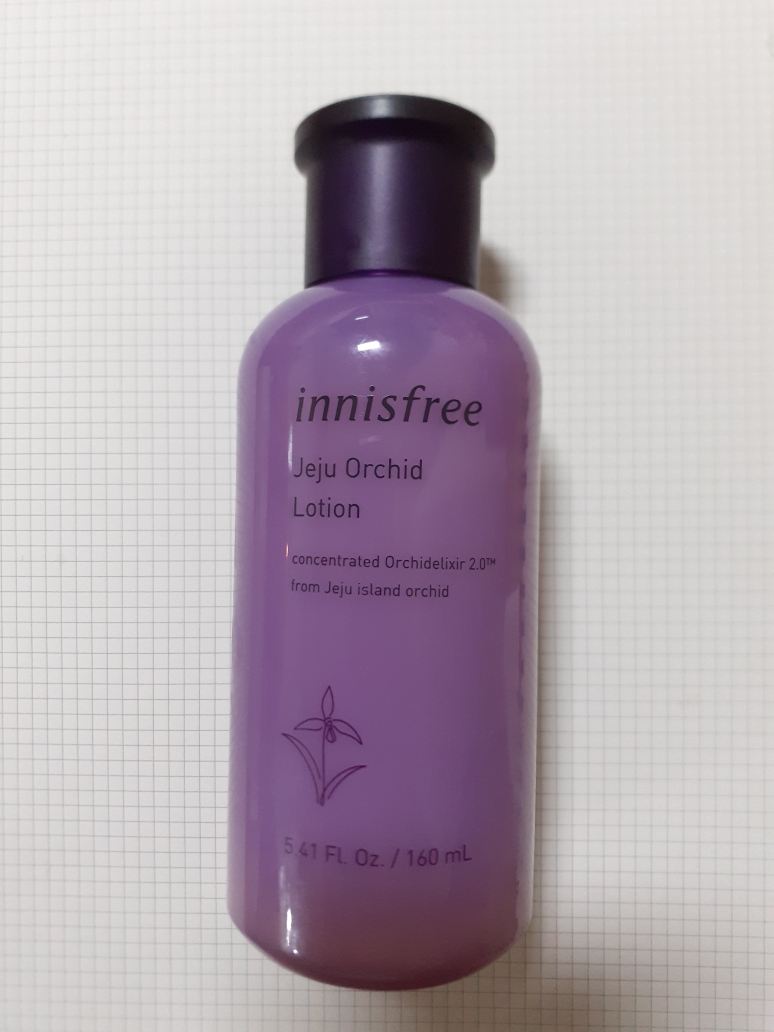 innisfree
Jeju Orchid
Lotion
concentrated Orchidelixir 2.0™
from Jeju island orchid
5.41 Fl. Oz. / 160 mL